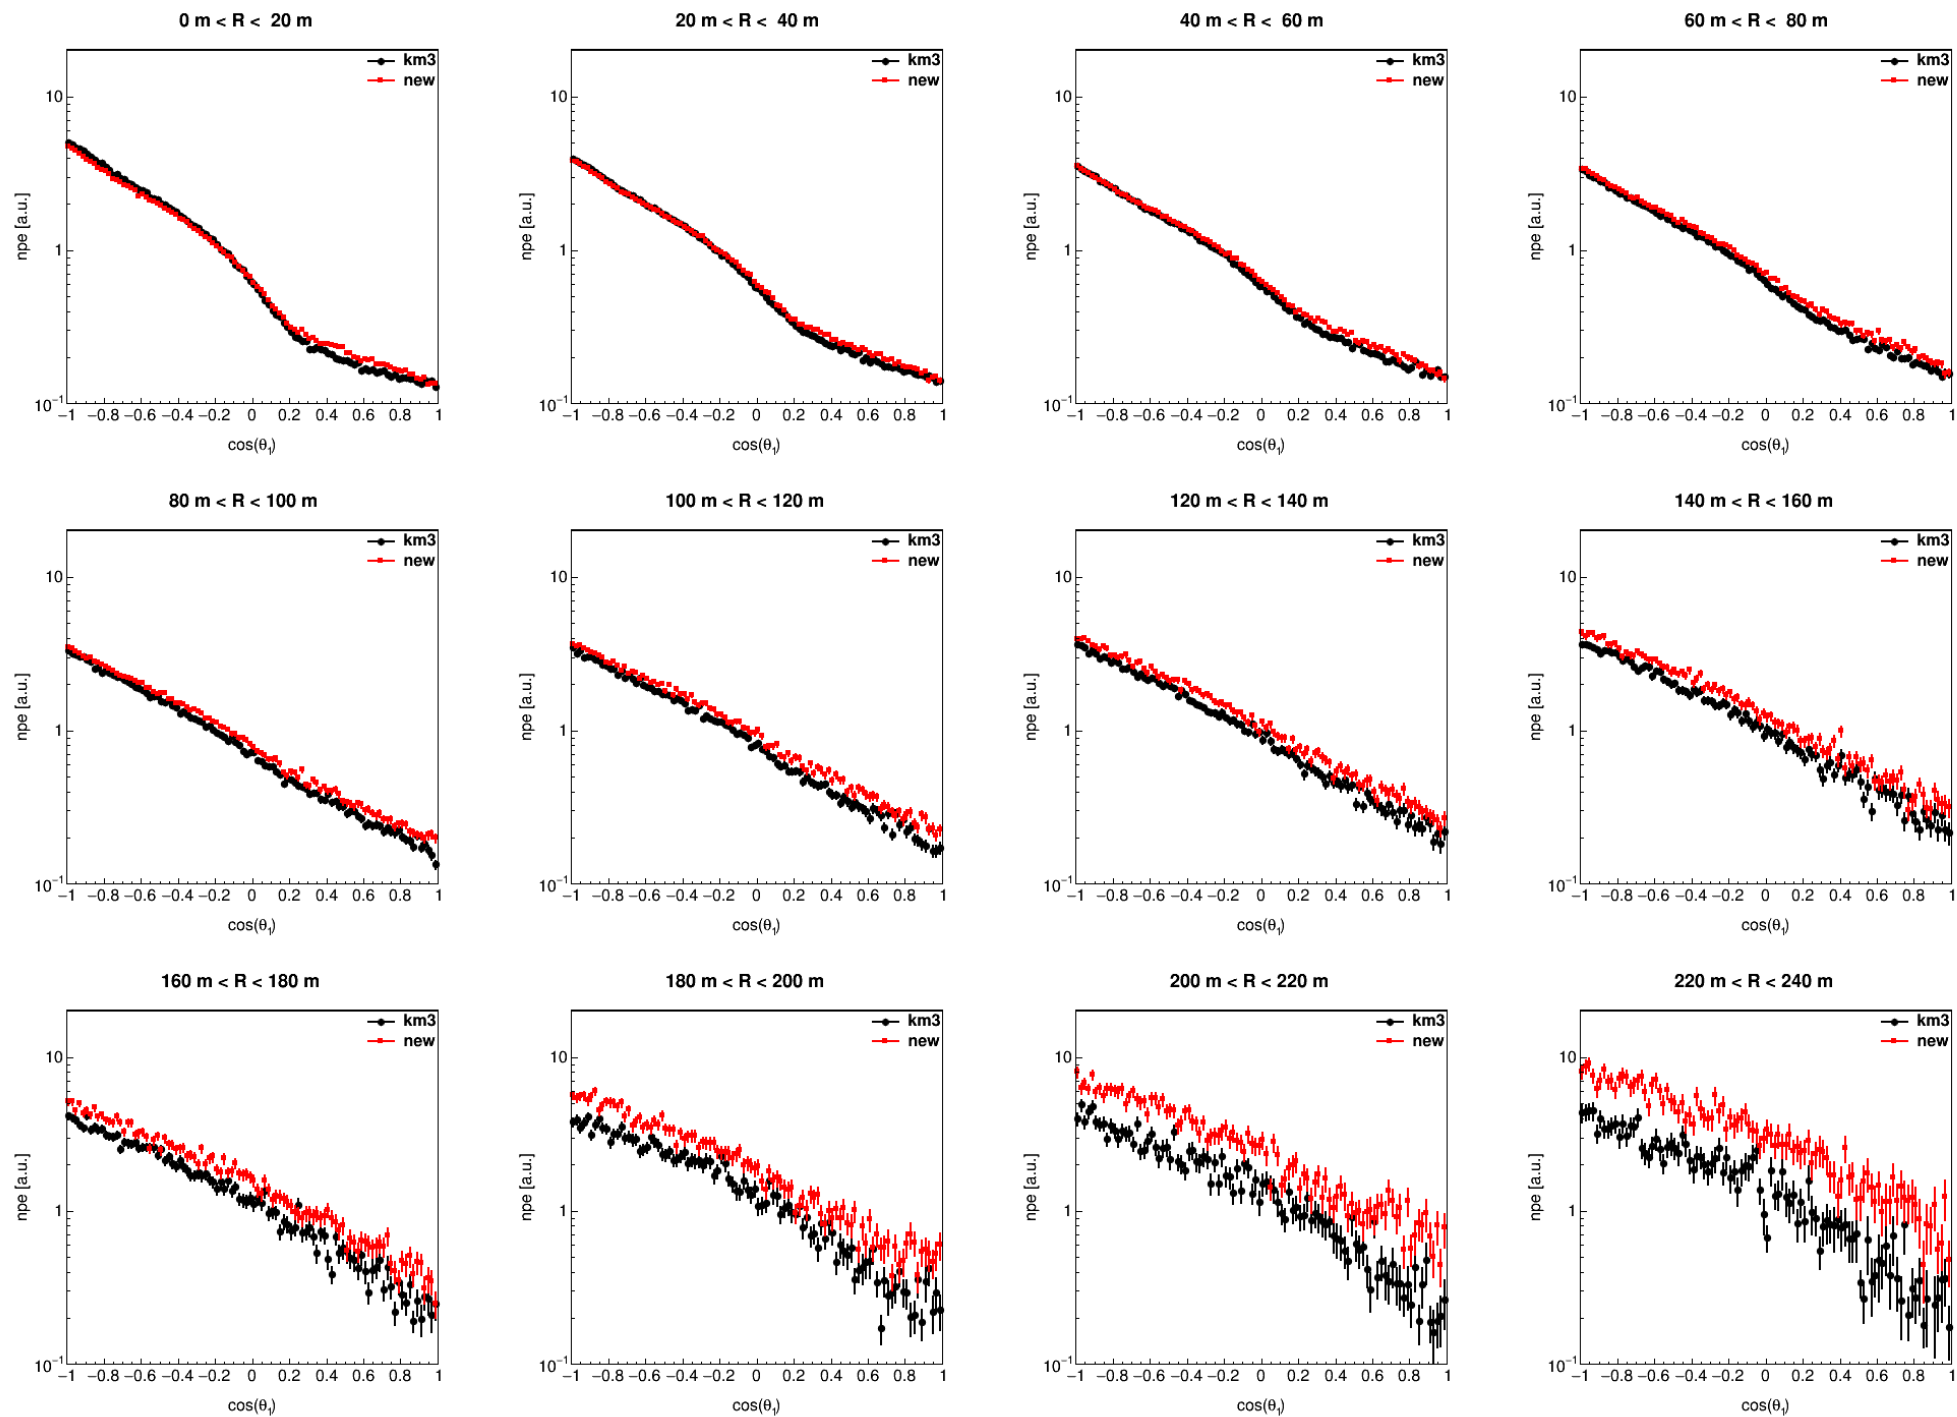 0 m < R < 20 m
km3
new
10
1
10⁻¹
npe [a.u.]
−1 −0.8 −0.6 −0.4 −0.2 0 0.2 0.4 0.6 0.8 1
cos(θ₁)
20 m < R < 40 m
km3
new
10
1
10⁻¹
npe [a.u.]
−1 −0.8 −0.6 −0.4 −0.2 0 0.2 0.4 0.6 0.8 1
cos(θ₁)
40 m < R < 60 m
km3
new
10
1
10⁻¹
npe [a.u.]
−1 −0.8 −0.6 −0.4 −0.2 0 0.2 0.4 0.6 0.8 1
cos(θ₁)
60 m < R < 80 m
km3
new
10
1
10⁻¹
npe [a.u.]
−1 −0.8 −0.6 −0.4 −0.2 0 0.2 0.4 0.6 0.8 1
cos(θ₁)
80 m < R < 100 m
km3
new
10
1
10⁻¹
npe [a.u.]
−1 −0.8 −0.6 −0.4 −0.2 0 0.2 0.4 0.6 0.8 1
cos(θ₁)
100 m < R < 120 m
km3
new
10
1
10⁻¹
npe [a.u.]
−1 −0.8 −0.6 −0.4 −0.2 0 0.2 0.4 0.6 0.8 1
cos(θ₁)
120 m < R < 140 m
km3
new
10
1
10⁻¹
npe [a.u.]
−1 −0.8 −0.6 −0.4 −0.2 0 0.2 0.4 0.6 0.8 1
cos(θ₁)
140 m < R < 160 m
km3
new
10
1
10⁻¹
npe [a.u.]
−1 −0.8 −0.6 −0.4 −0.2 0 0.2 0.4 0.6 0.8 1
cos(θ₁)
160 m < R < 180 m
km3
new
10
1
10⁻¹
npe [a.u.]
−1 −0.8 −0.6 −0.4 −0.2 0 0.2 0.4 0.6 0.8 1
cos(θ₁)
180 m < R < 200 m
km3
new
10
1
10⁻¹
npe [a.u.]
−1 −0.8 −0.6 −0.4 −0.2 0 0.2 0.4 0.6 0.8 1
cos(θ₁)
200 m < R < 220 m
km3
new
10
1
10⁻¹
npe [a.u.]
−1 −0.8 −0.6 −0.4 −0.2 0 0.2 0.4 0.6 0.8 1
cos(θ₁)
220 m < R < 240 m
km3
new
10
1
10⁻¹
npe [a.u.]
−1 −0.8 −0.6 −0.4 −0.2 0 0.2 0.4 0.6 0.8 1
cos(θ₁)